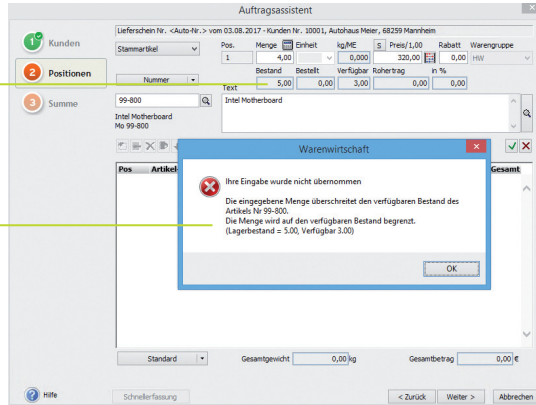 Auftragsassistent
Lieferschein Nr. <Auto-Nr.> vom 03.08.2017 - Kunden Nr. 10001, Autohaus Meier, 68259 Mannheim
1 Kunden
2 Positionen
3 Summe
Stammartikel
Pos. Menge Einheit kg/ME S Preis/1,00 Rabatt Warengruppe
1 4,00 0,000 320,00 0,00 HW
Bestand Bestellt Verfügbar Rohertrag in %
Nummer 5,00 0,00 3,00 0,00 0,00
Text
99-800 Intel Motherboard
Intel Motherboard
Mo 99-800
Pos Artikel- Gesamt
Warenwirtschaft
Ihre Eingabe wurde nicht übernommen
Die eingegebene Menge überschreitet den verfügbaren Bestand des
Artikels Nr 99-800.
Die Menge wird auf den verfügbaren Bestand begrenzt.
(Lagerbestand = 5.00, Verfügbar 3.00)
OK
Standard Gesamtgewicht 0,00 kg Gesamtbetrag 0,00 €
Hilfe Schnellerfassung < Zurück Weiter > Abbrechen